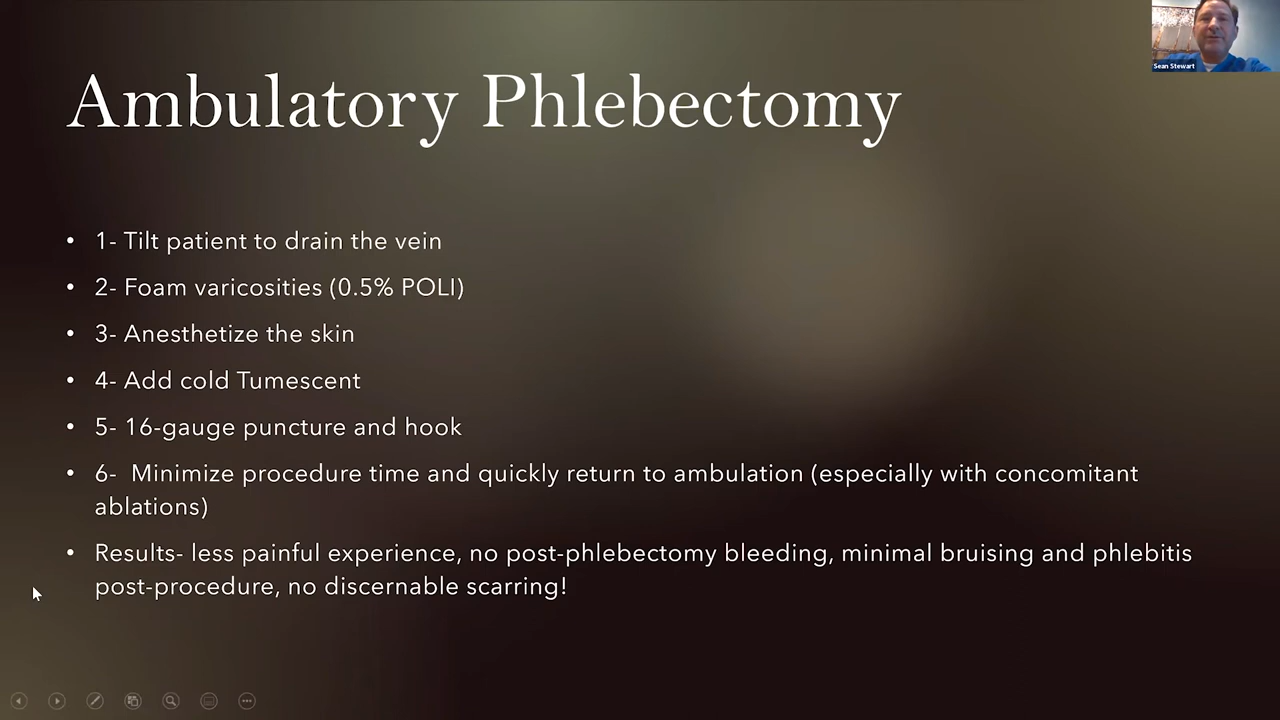 Sean Stewart
Ambulatory Phlebectomy
• 1- Tilt patient to drain the vein
• 2- Foam varicosities (0.5% POLI)
• 3- Anesthetize the skin
• 4- Add cold Tumescent
• 5- 16-gauge puncture and hook
• 6-  Minimize procedure time and quickly return to ambulation (especially with concomitant
ablations)
• Results- less painful experience, no post-phlebectomy bleeding, minimal bruising and phlebitis
post-procedure, no discernable scarring!